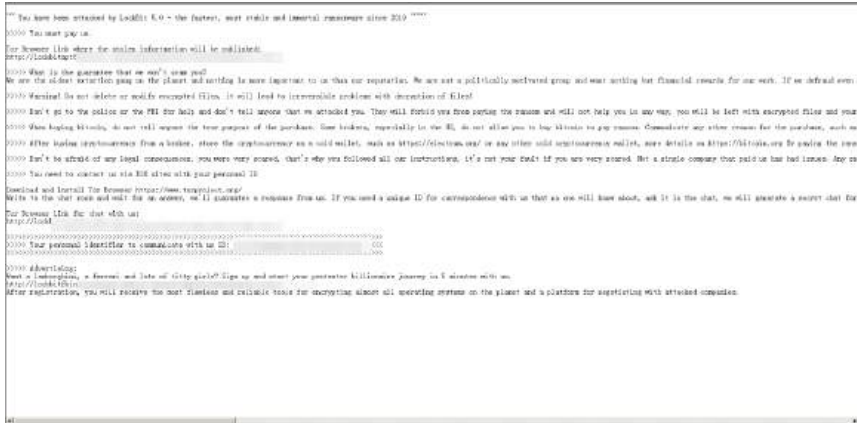 ~~~ You have been attacked by LockBit 5.0 - the fastest, most stable and immortal ransomware since 2019 ~~~~
>>>>> You must pay us.
Tor Browser link where the stolen information will be published:
>>>>> What is the guarantee that we won't scam you?
We are the oldest extortion gang on the planet and nothing is more important to us than our reputation. We are not a politically motivated group and want nothing but financial rewards for our work. If we defraud even
>>>>> Warning! Do not delete or modify encrypted files, it will lead to irreversible problems with decryption of files!
>>>>> Don't go to the police or the FBI for help and don't tell anyone that we attacked you. They will forbid you from paying the ransom and will not help you in any way, you will be left with encrypted files and your
>>>>> When buying bitcoin, do not tell anyone the true purpose of the purchase. Some brokers, especially in the US, do not allow you to buy bitcoin to pay ransom. Communicate any other reason for the purchase, such as
>>>>> After buying cryptocurrency from a broker, store the cryptocurrency on a cold wallet, such as https://electrum.org/ or any other cold cryptocurrency wallet, more details on https://bitcoin.org By paying the
>>>>> Don't be afraid of any legal consequences, you were very scared, that's why you followed all our instructions, it's not your fault if you are very scared. Not a single company that paid us has had issues. Any
>>>>> You need to contact us via TOR sites with your personal ID
Download and install Tor Browser https://www.torproject.org/
Write to the chat room and wait for an answer, we'll guarantee a response from us. If you need a unique ID for correspondence with us that no one will know about, ask it in the chat, we will generate a secret chat for
Tor Browser link for chat with us:
>>>>> Your personal identifier to communicate with us ID:
>>>>> Advertising:
Want a lamborghini, a ferrari and lots of titty girls? Sign up and start your pentester billionaire journey in 5 minutes with us.
After registration, you will receive the most flawless and reliable tools for encrypting almost all operating systems on the planet and a platform for negotiating with attacked companies.